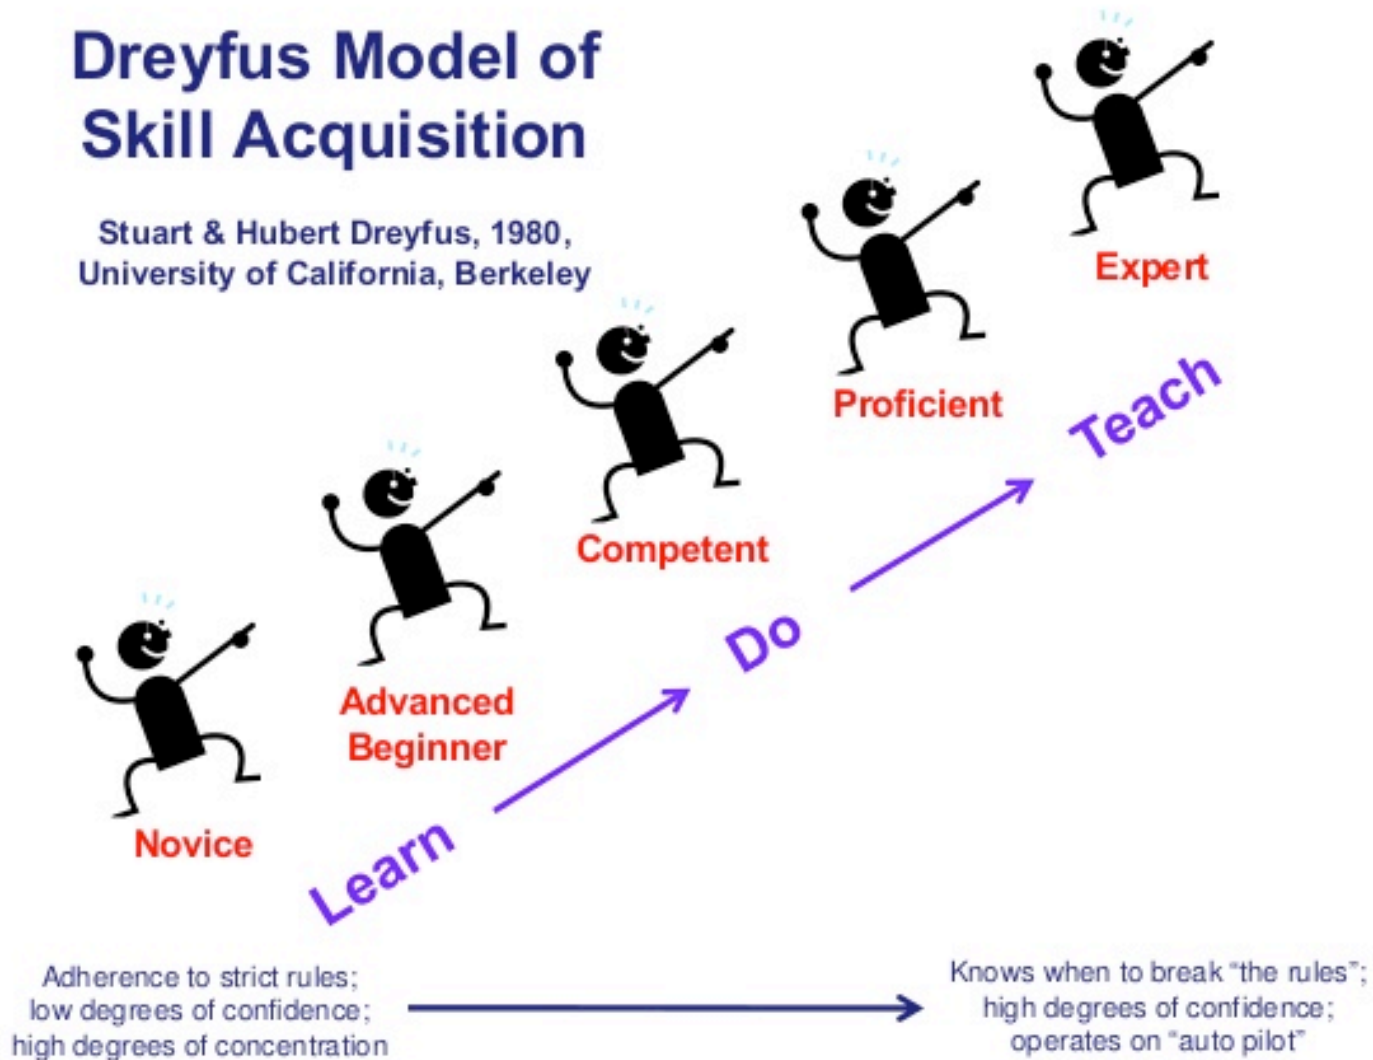 Dreyfus Model of
Skill Acquisition
Stuart & Hubert Dreyfus, 1980,
University of California, Berkeley
Expert
Proficient
Competent
Advanced
Beginner
Novice
Learn
Do
Teach
Adherence to strict rules;
low degrees of confidence;
high degrees of concentration
Knows when to break “the rules”;
high degrees of confidence;
operates on “auto pilot”